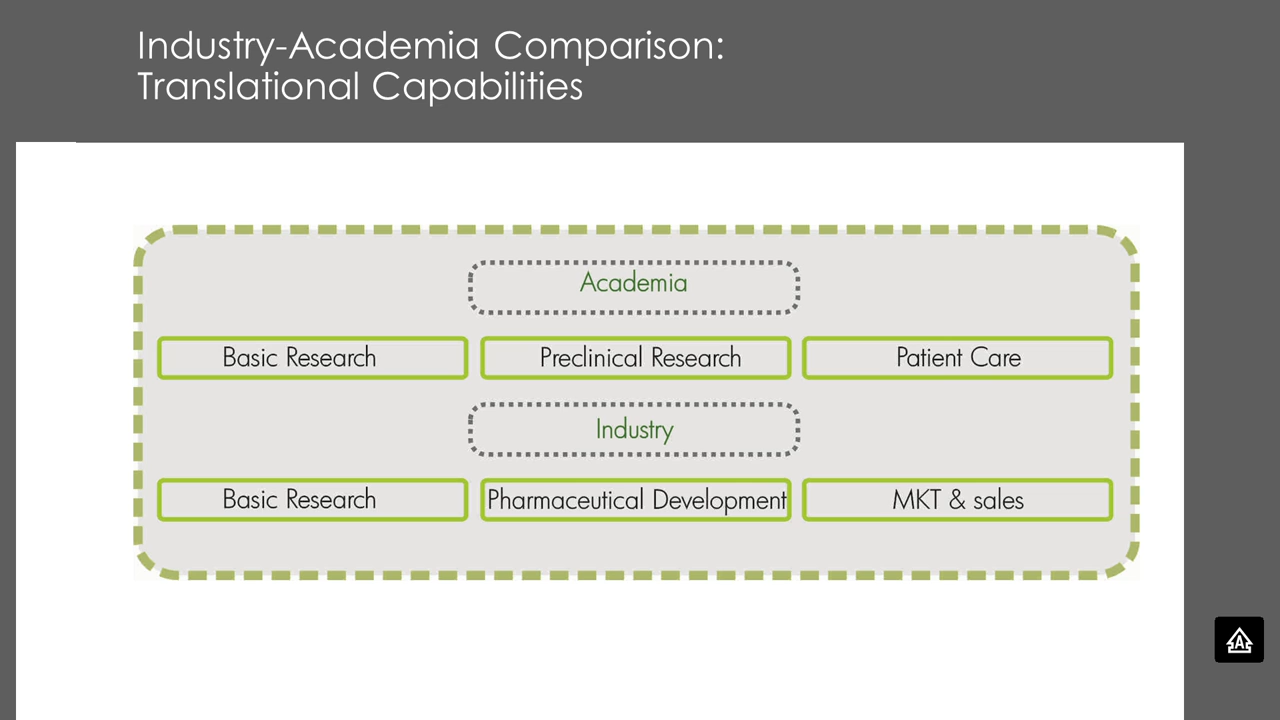 Industry-Academia Comparison:
Translational Capabilities
Academia
Basic Research
Preclinical Research
Patient Care
Industry
Basic Research
Pharmaceutical Development
MKT & sales
A